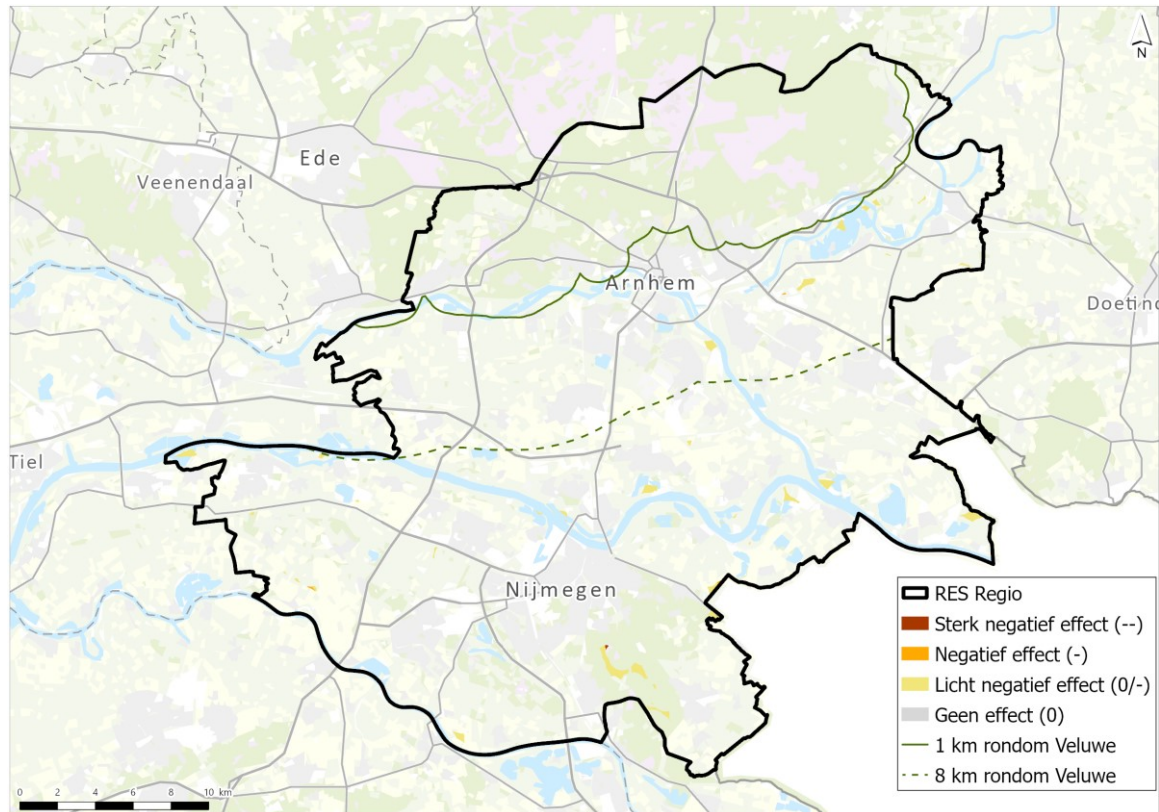 N
Ede
Veenendaal
Arnhem
Doetinc
Tiel
Nijmegen
RES Regio
Sterk negatief effect (--)
Negatief effect (-)
Licht negatief effect (0/-)
Geen effect (0)
1 km rondom Veluwe
8 km rondom Veluwe
0 2 4 6 8 10 km